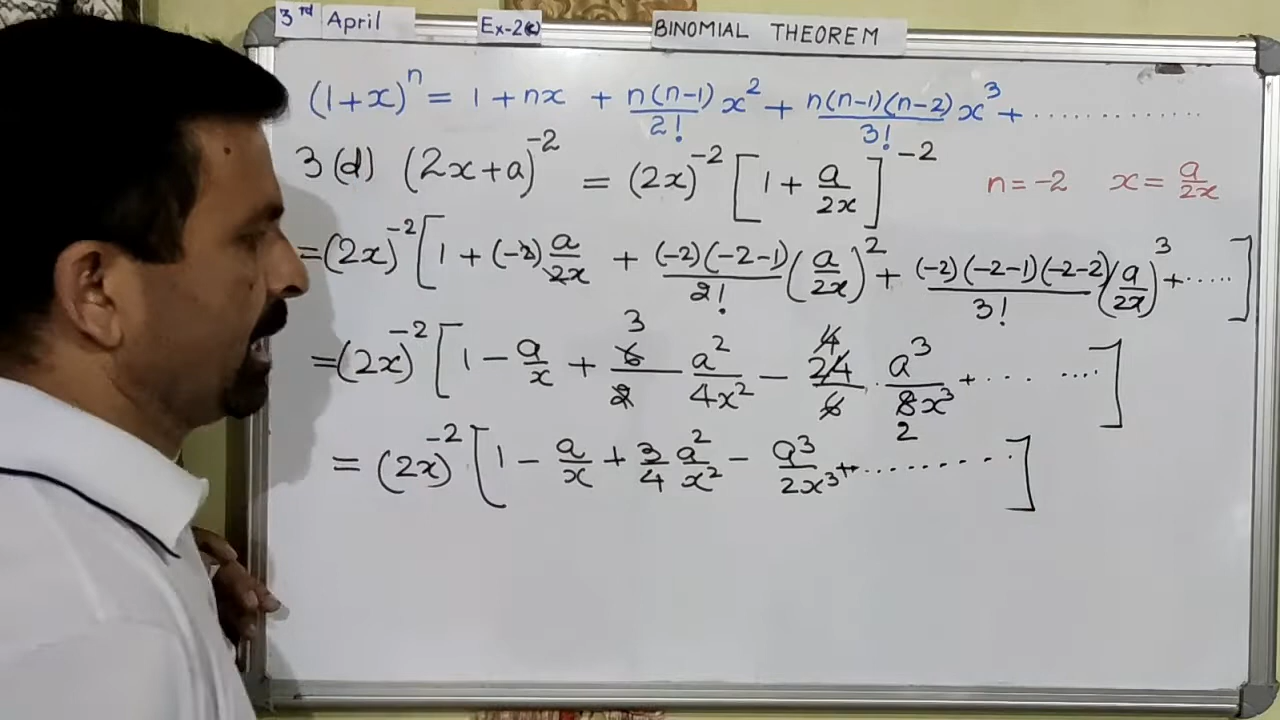 3rd April Ex-2(c) BINOMIAL THEOREM
(1+x)^n = 1 + nx + n(n-1)/2! x^2 + n(n-1)(n-2)/3! x^3 + ............
3(d) (2x+a)^-2 = (2x)^-2 [1 + a/2x]^-2 n=-2 x=a/2x
=(2x)^-2 [1 + (-2) a/2x + (-2)(-2-1)/2! (a/2x)^2 + (-2)(-2-1)(-2-2)/3! (a/2x)^3 + .....]
=(2x)^-2 [1 - a/x + 3 6/2 a^2/4x^2 - 4 24/6 . a^3/8x^3 2 + ... ....]
= (2x)^-2 [1 - a/x + 3/4 a^2/x^2 - a^3/2x^3 + .........]